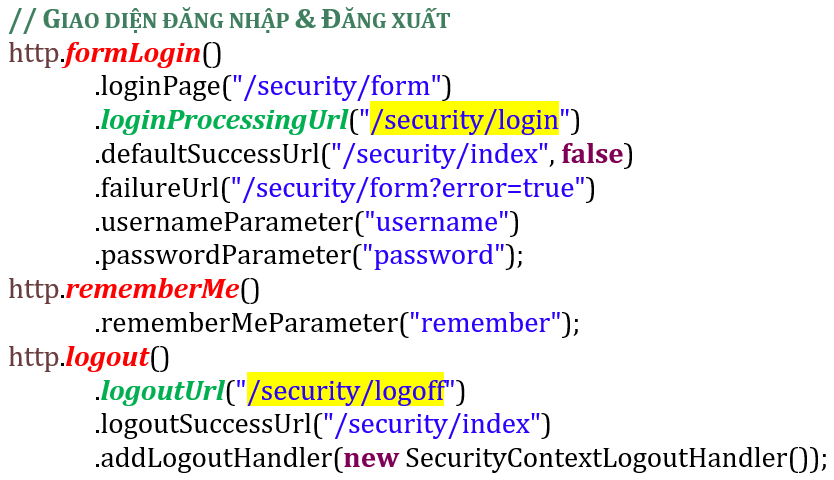 // GIAO DIỆN ĐĂNG NHẬP & ĐĂNG XUẤT
http.formLogin()
.loginPage("/security/form")
.loginProcessingUrl("/security/login")
.defaultSuccessUrl("/security/index", false)
.failureUrl("/security/form?error=true")
.usernameParameter("username")
.passwordParameter("password");
http.rememberMe()
.rememberMeParameter("remember");
http.logout()
.logoutUrl("/security/logoff")
.logoutSuccessUrl("/security/index")
.addLogoutHandler(new SecurityContextLogoutHandler());